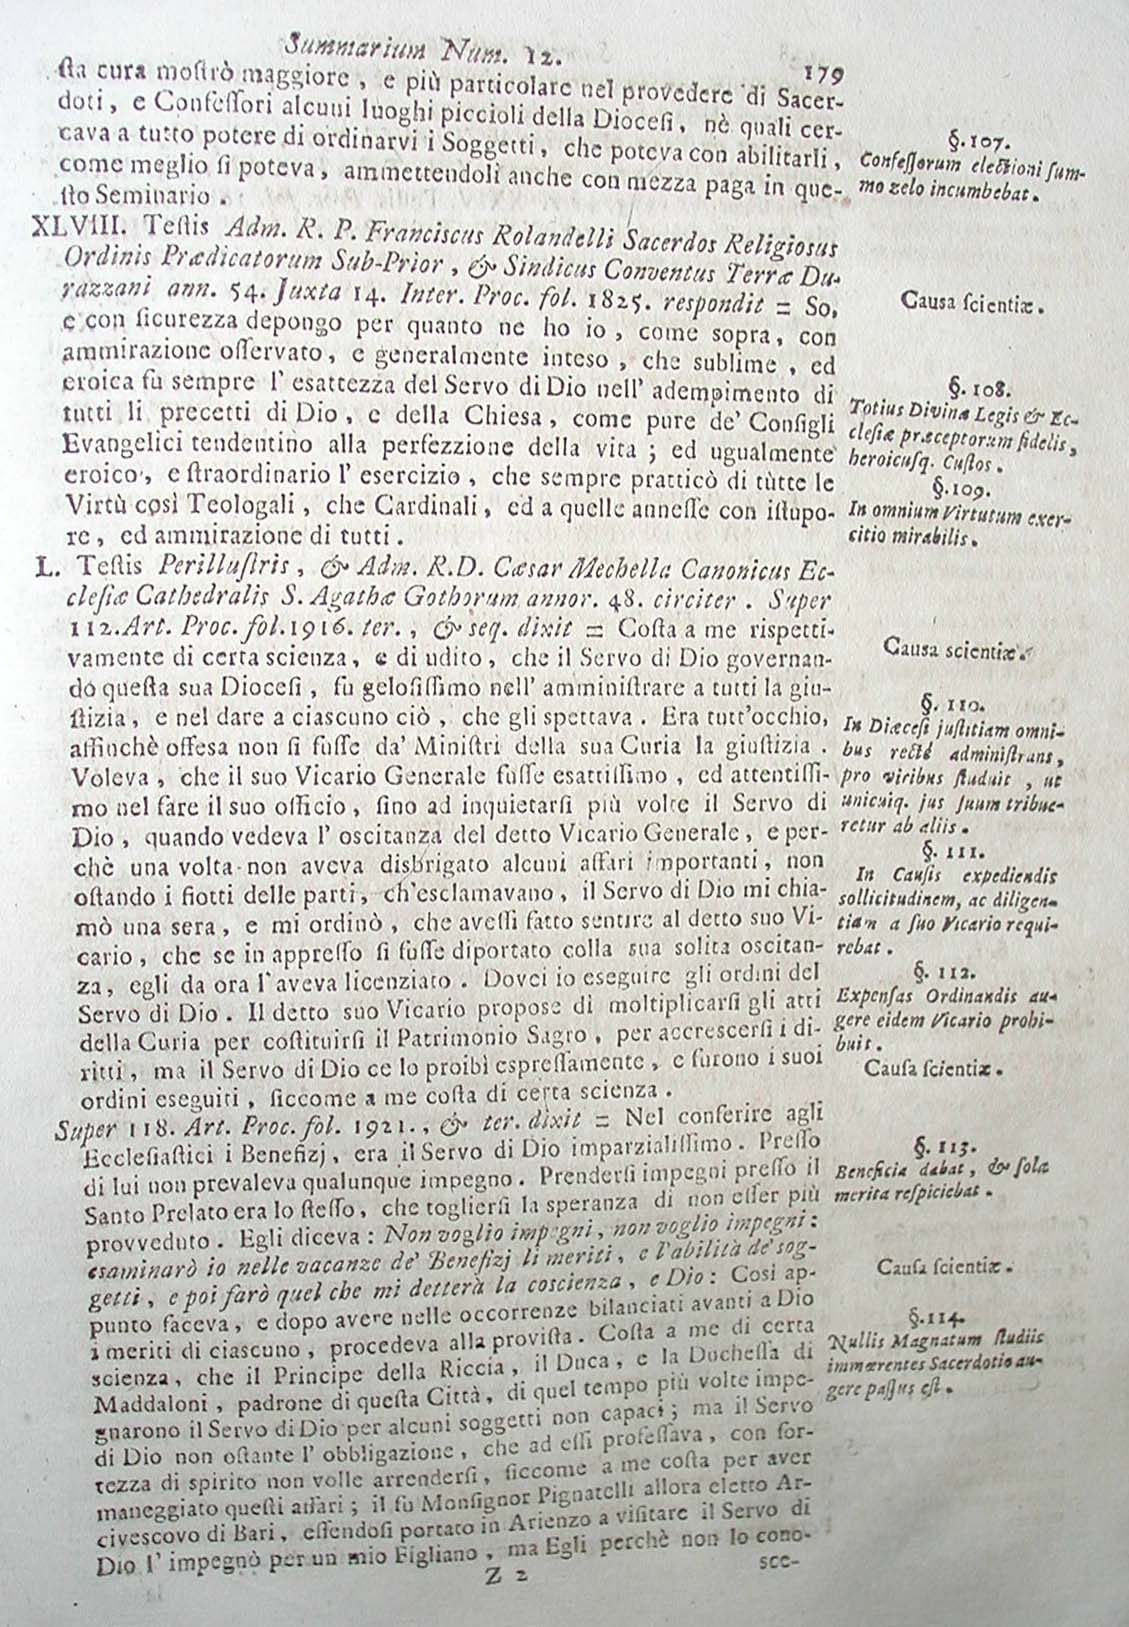 Summarium Num. 12.
179
ſta cura moſtrò maggiore, e più particolare nel provedere di Sacer-
doti, e Confeſſori alcuni luoghi piccioli della Dioceſi, nè quali cer-
cava a tutto potere di ordinarvi i Soggetti, che poteva con abilitarli,
come meglio ſi poteva, ammettendoli anche con mezza paga in que-
ſto Seminario.
§. 107.
Confeſſorum electioni ſum-
mo zelo incumbebat.
XLVIII. Teſtis Adm. R. P. Franciscus Rolandelli Sacerdos Religiosus
Ordinis Prædicatorum Sub-Prior, & Sindicus Conventus Terræ Du-
razzani ann. 54. Juxta 14. Inter. Proc. fol. 1825. respondit = So,
e con ſicurezza depongo per quanto ne ho io, come sopra, con
ammirazione oſſervato, e generalmente inteso, che sublime, ed
eroica fu sempre l' esattezza del Servo di Dio nell' adempimento di
tutti li precetti di Dio, e della Chiesa, come pure de' Conſigli
Evangelici tendentino alla perfezzione della vita; ed ugualmente
eroico, e ſtraordinario l' esercizio, che sempre pratticò di tutte le
Virtù così Teologali, che Cardinali, ed a quelle anneſſe con iſtupo-
re, ed ammirazione di tutti.
Causa ſcientiæ.
§. 108.
Totius Divinæ Legis & Ec-
cleſiæ præceptorum fidelis,
heroicuſq. Cuſtos.
§. 109.
In omnium Virtutum exer-
citio mirabilis.
L. Teſtis Perilluſtris, & Adm. R.D. Cæsar Mechella Canonicus Ec-
cleſiæ Cathedralis S. Agathæ Gothorum annor. 48. circiter. Super
112. Art. Proc. fol. 1916. ter., & seq. dixit = Coſta a me rispetti-
vamente di certa scienza, e di udito, che il Servo di Dio governan-
do queſta sua Dioceſi, fu geloſiſſimo nell' amminiſtrare a tutti la giu-
ſtizia, e nel dare a ciascuno ciò, che gli spettava. Era tutt'occhio,
affinchè offesa non ſi fuſſe da' Miniſtri della sua Curia la giuſtizia.
Voleva, che il suo Vicario Generale fuſſe esattiſſimo, ed attentiſſi-
mo nel fare il suo officio, ſino ad inquietarſi più volte il Servo di
Dio, quando vedeva l' oscitanza del detto Vicario Generale, e per-
chè una volta non aveva disbrigato alcuni affari importanti, non
oſtando i fiotti delle parti, ch'esclamavano, il Servo di Dio mi chia-
mò una sera, e mi ordinò, che aveſſi fatto sentire al detto suo Vi-
cario, che se in appreſſo ſi fuſſe diportato colla sua solita oscitan-
za, egli da ora l'aveva licenziato. Dovei io eseguire gli ordini del
Servo di Dio. Il detto suo Vicario propose di moltiplicarſi gli atti
della Curia per coſtituirſi il Patrimonio Sagro, per accrescerſi i di-
ritti, ma il Servo di Dio ce lo proibì espreſſamente, e furono i suoi
ordini eseguiti, ſiccome a me coſta di certa scienza.
Causa scientiæ.
§. 110.
In Diœceſi juſtitiam omni-
bus rectè adminiſtrans,
pro viribus ſtuduit, ut
unicuiq. jus ſuum tribue-
retur ab aliis.
§. 111.
In Cauſis expediendis
sollicitudinem, ac diligen-
tiam a ſuo Vicario requi-
rebat.
§. 112.
Expenſas Ordinandis au-
gere eidem Vicario prohi-
buit.
Cauſa ſcientiæ.
Super 118. Art. Proc. fol. 1921., & ter. dixit = Nel conferire agli
Eccleſiaſtici i Benefizj, era il Servo di Dio imparzialiſſimo. Preſſo
di lui non prevaleva qualunque impegno. Prenderſi impegni preſſo il
Santo Prelato era lo ſteſſo, che toglierſi la speranza di non eſſer più
provveduto. Egli diceva: Non voglio impegni, non voglio impegni:
esaminarò io nelle vacanze de' Benefizj li meriti, e l'abilità de' sog-
getti, e poi farò quel che mi detterà la coscienza, e Dio: Così ap-
punto faceva, e dopo avere nelle occorrenze bilanciati avanti a Dio
i meriti di ciascuno, procedeva alla proviſta. Coſta a me di certa
scienza, che il Principe della Riccia, il Duca, e la Ducheſſa di
Maddaloni, padrone di queſta Città, di quel tempo più volte impe-
gnarono il Servo di Dio per alcuni soggetti non capaci; ma il Servo
di Dio non oſtante l' obbligazione, che ad eſſi profeſſava, con for-
tezza di spirito non volle arrenderſi, ſiccome a me coſta per aver
maneggiato queſti affari; il fu Monſignor Pignatelli allora eletto Ar-
civescovo di Bari, eſſendoſi portato in Arienzo a viſitare il Servo di
Dio l' impegnò per un mio Figliano, ma Egli perchè non lo cono-
§. 113.
Beneficia dabat, & ſola
merita reſpiciebat.
Cauſa ſcientiæ.
§. 114.
Nullis Magnatum ſtudiis
immœrentes Sacerdotio au-
gere paſſus eſt.
Z 2
sce-